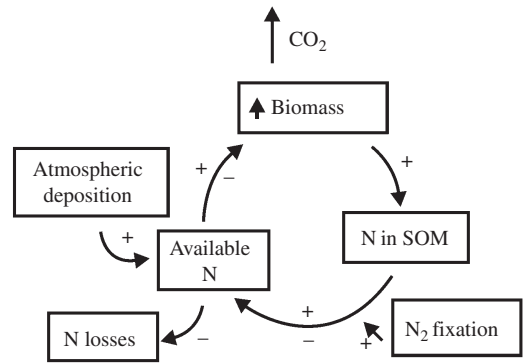 CO2
Biomass
+
−
+
Atmospheric
deposition
+
Available
N
N in SOM
+
−
+
N2 fixation
−
N losses